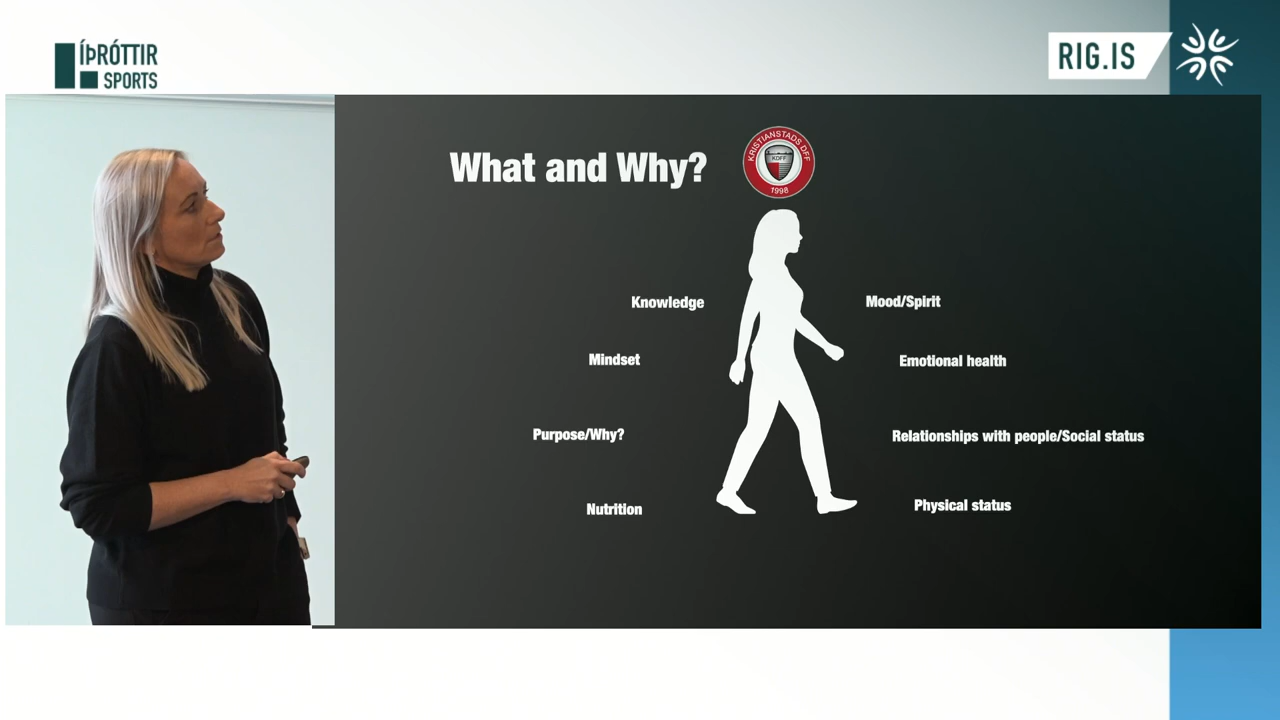 ÍÞRÓTTIR
SPORTS
RIG.IS
What and Why?
KRISTIANSTADS DFF
KDFF
1998
Knowledge
Mood/Spirit
Mindset
Emotional health
Purpose/Why?
Relationships with people/Social status
Nutrition
Physical status